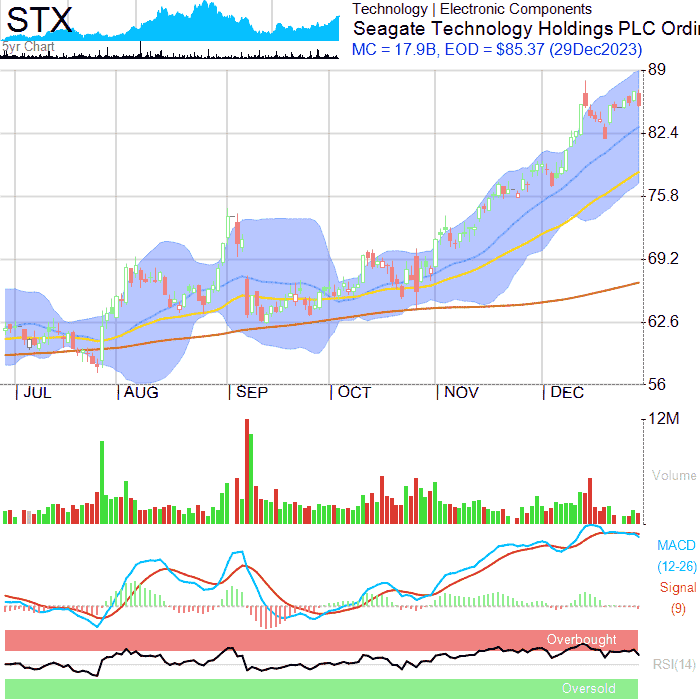 STX
5yr Chart
Technology | Electronic Components
Seagate Technology Holdings PLC Ordi
MC = 17.9B, EOD = $85.37 (29Dec2023)
89
82.4
75.8
69.2
62.6
56
JUL AUG SEP OCT NOV DEC
12M
Volume
MACD
(12-26)
Signal
(9)
Overbought
RSI(14)
Oversold